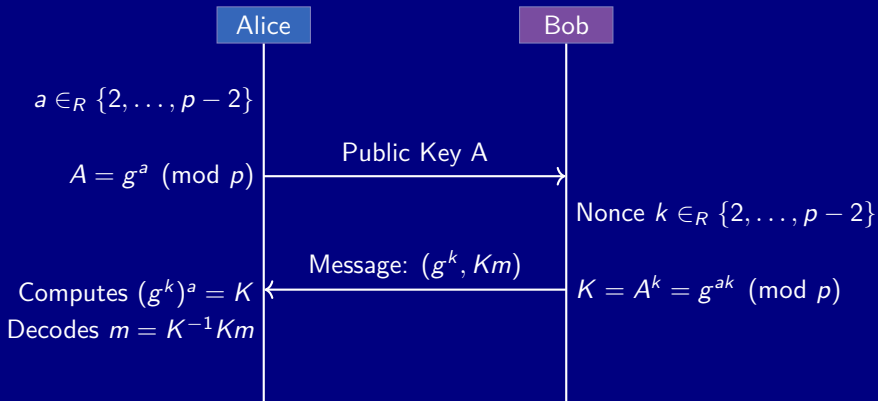 Alice
Bob
a ∈_R {2, …, p − 2}
Public Key A
A = g^a (mod p)
Nonce k ∈_R {2, …, p − 2}
Message: (g^k, Km)
Computes (g^k)^a = K
K = A^k = g^{ak} (mod p)
Decodes m = K^{−1}Km